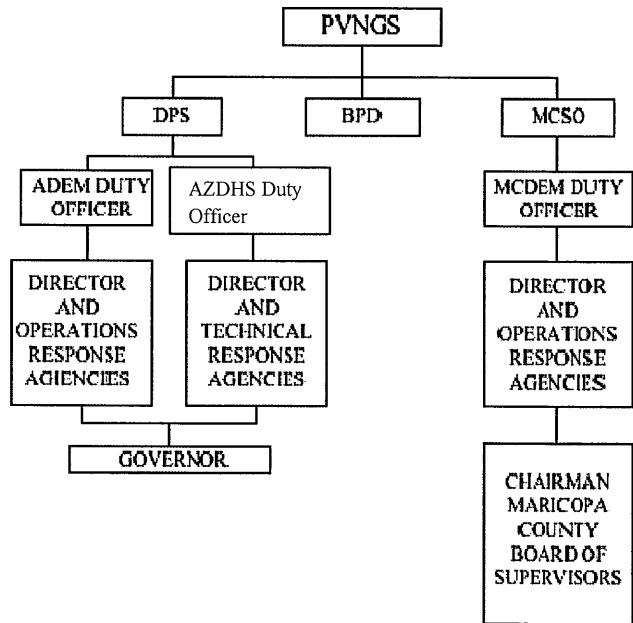 PVNGS
DPS
BPD
MCSO
ADEM DUTY
OFFICER
AZDHS Duty
Officer
MCDEM DUTY
OFFICER
DIRECTOR
AND
OPERATIONS
RESPONSE
AGIENCIES
DIRECTOR
AND
TECHNICAL
RESPONSE
AGENCIES
DIRECTOR
AND
OPERATIONS
RESPONSE
AGENCIES
GOVERNOR
CHAIRMAN
MARICOPA
COUNTY
BOARD OF
SUPERVISORS